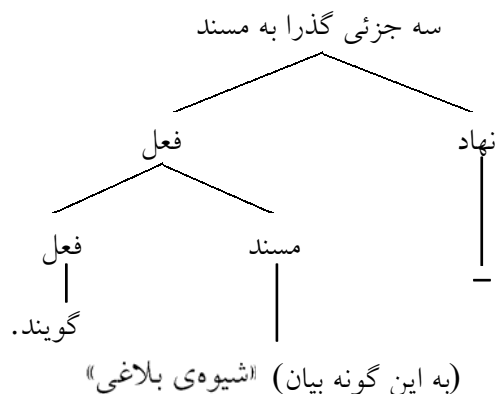 سه جزئی گذرا به مسند
نهاد فعل
مسند فعل
–
گویند.
(به این گونه بیان) «شیوه‌ی بلاغی»